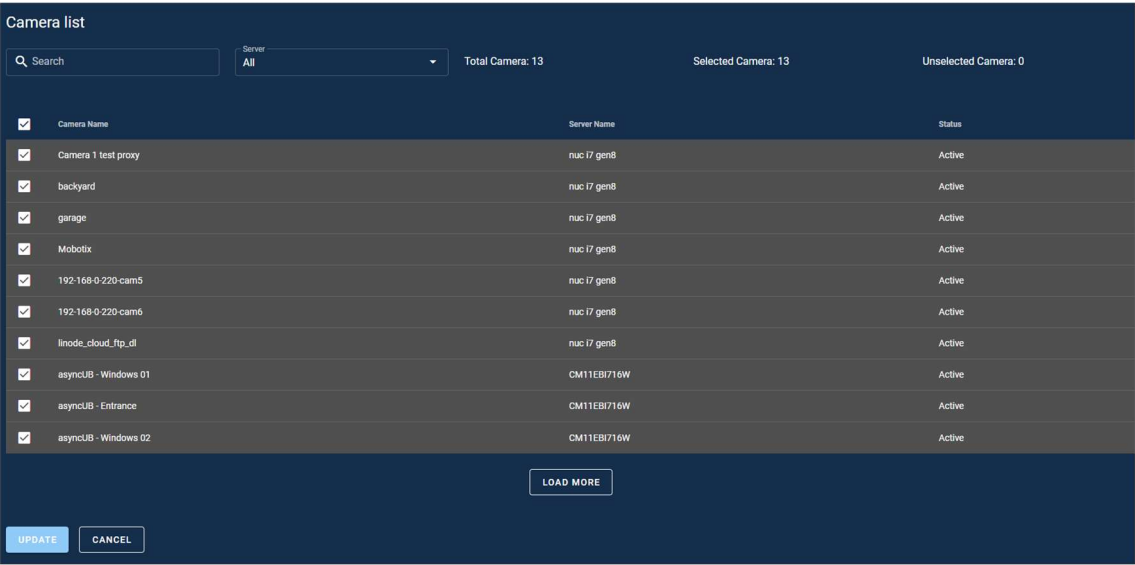 Camera list
Search
Server
All
Total Camera: 13 Selected Camera: 13 Unselected Camera: 0
Camera Name Server Name Status
Camera 1 test proxy nuc i7 gen8 Active
backyard nuc i7 gen8 Active
garage nuc i7 gen8 Active
Mobotix nuc i7 gen8 Active
192-168-0-220-cam5 nuc i7 gen8 Active
192-168-0-220-cam6 nuc i7 gen8 Active
linode_cloud_ftp_dl nuc i7 gen8 Active
asyncUB - Windows 01 CM11EBI716W Active
asyncUB - Entrance CM11EBI716W Active
asyncUB - Windows 02 CM11EBI716W Active
LOAD MORE
UPDATE CANCEL